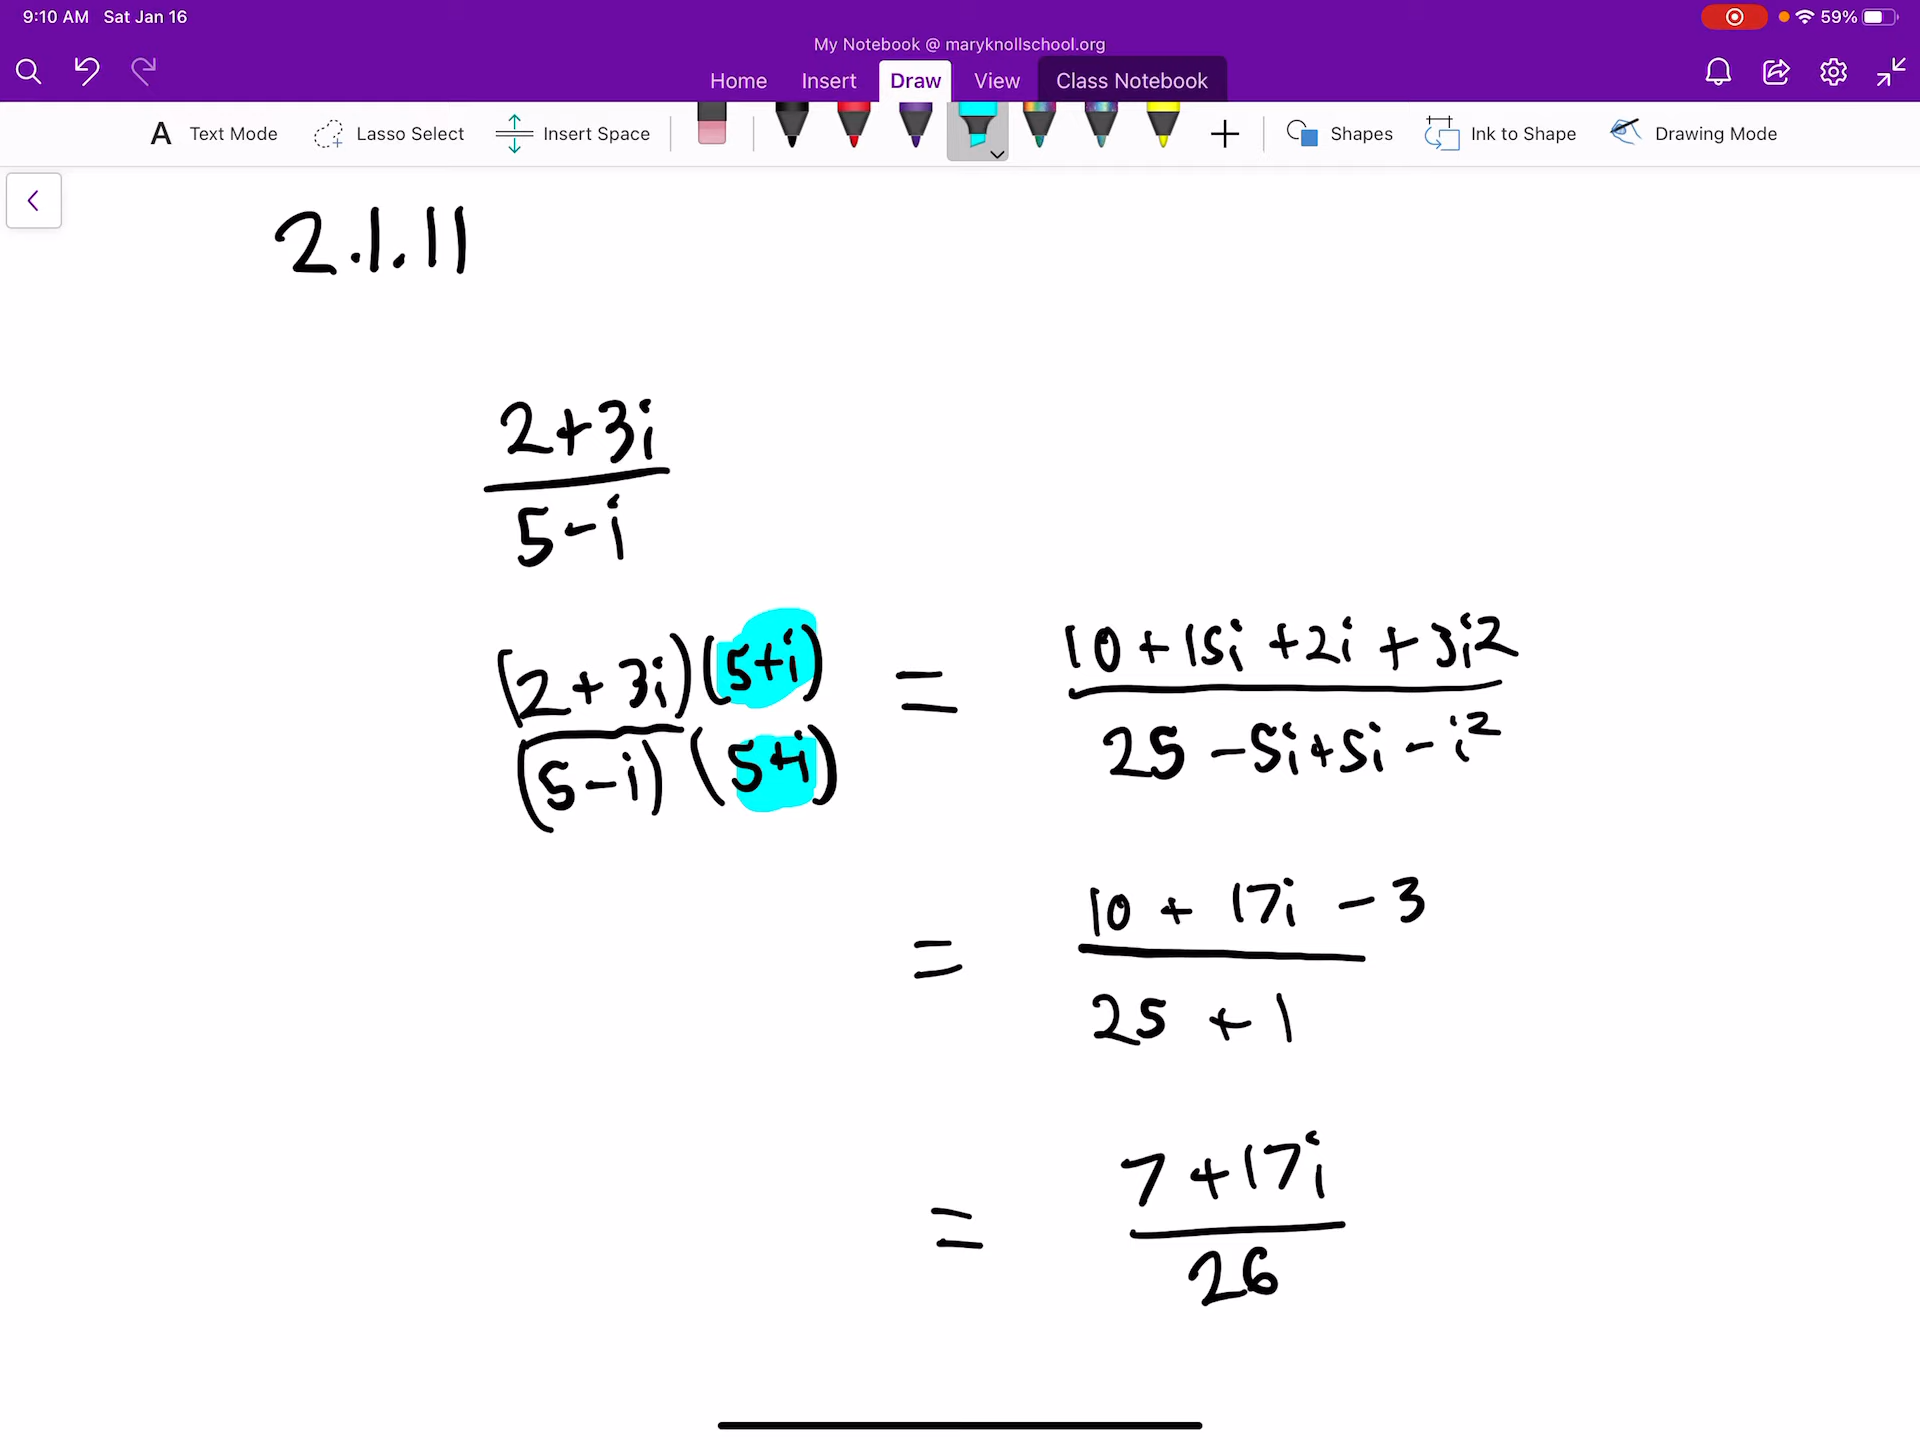 9:10 AM Sat Jan 16
59%
My Notebook @ maryknollschool.org
Home Insert Draw View Class Notebook
A Text Mode Lasso Select Insert Space Shapes Ink to Shape Drawing Mode
2.1.11
2+3i
5-i
(2+3i)(5+i) = 10+15i+2i+3i2
(5-i)(5+i) 25-5i+5i-i²
= 10+17i-3
25+1
= 7+17i
26